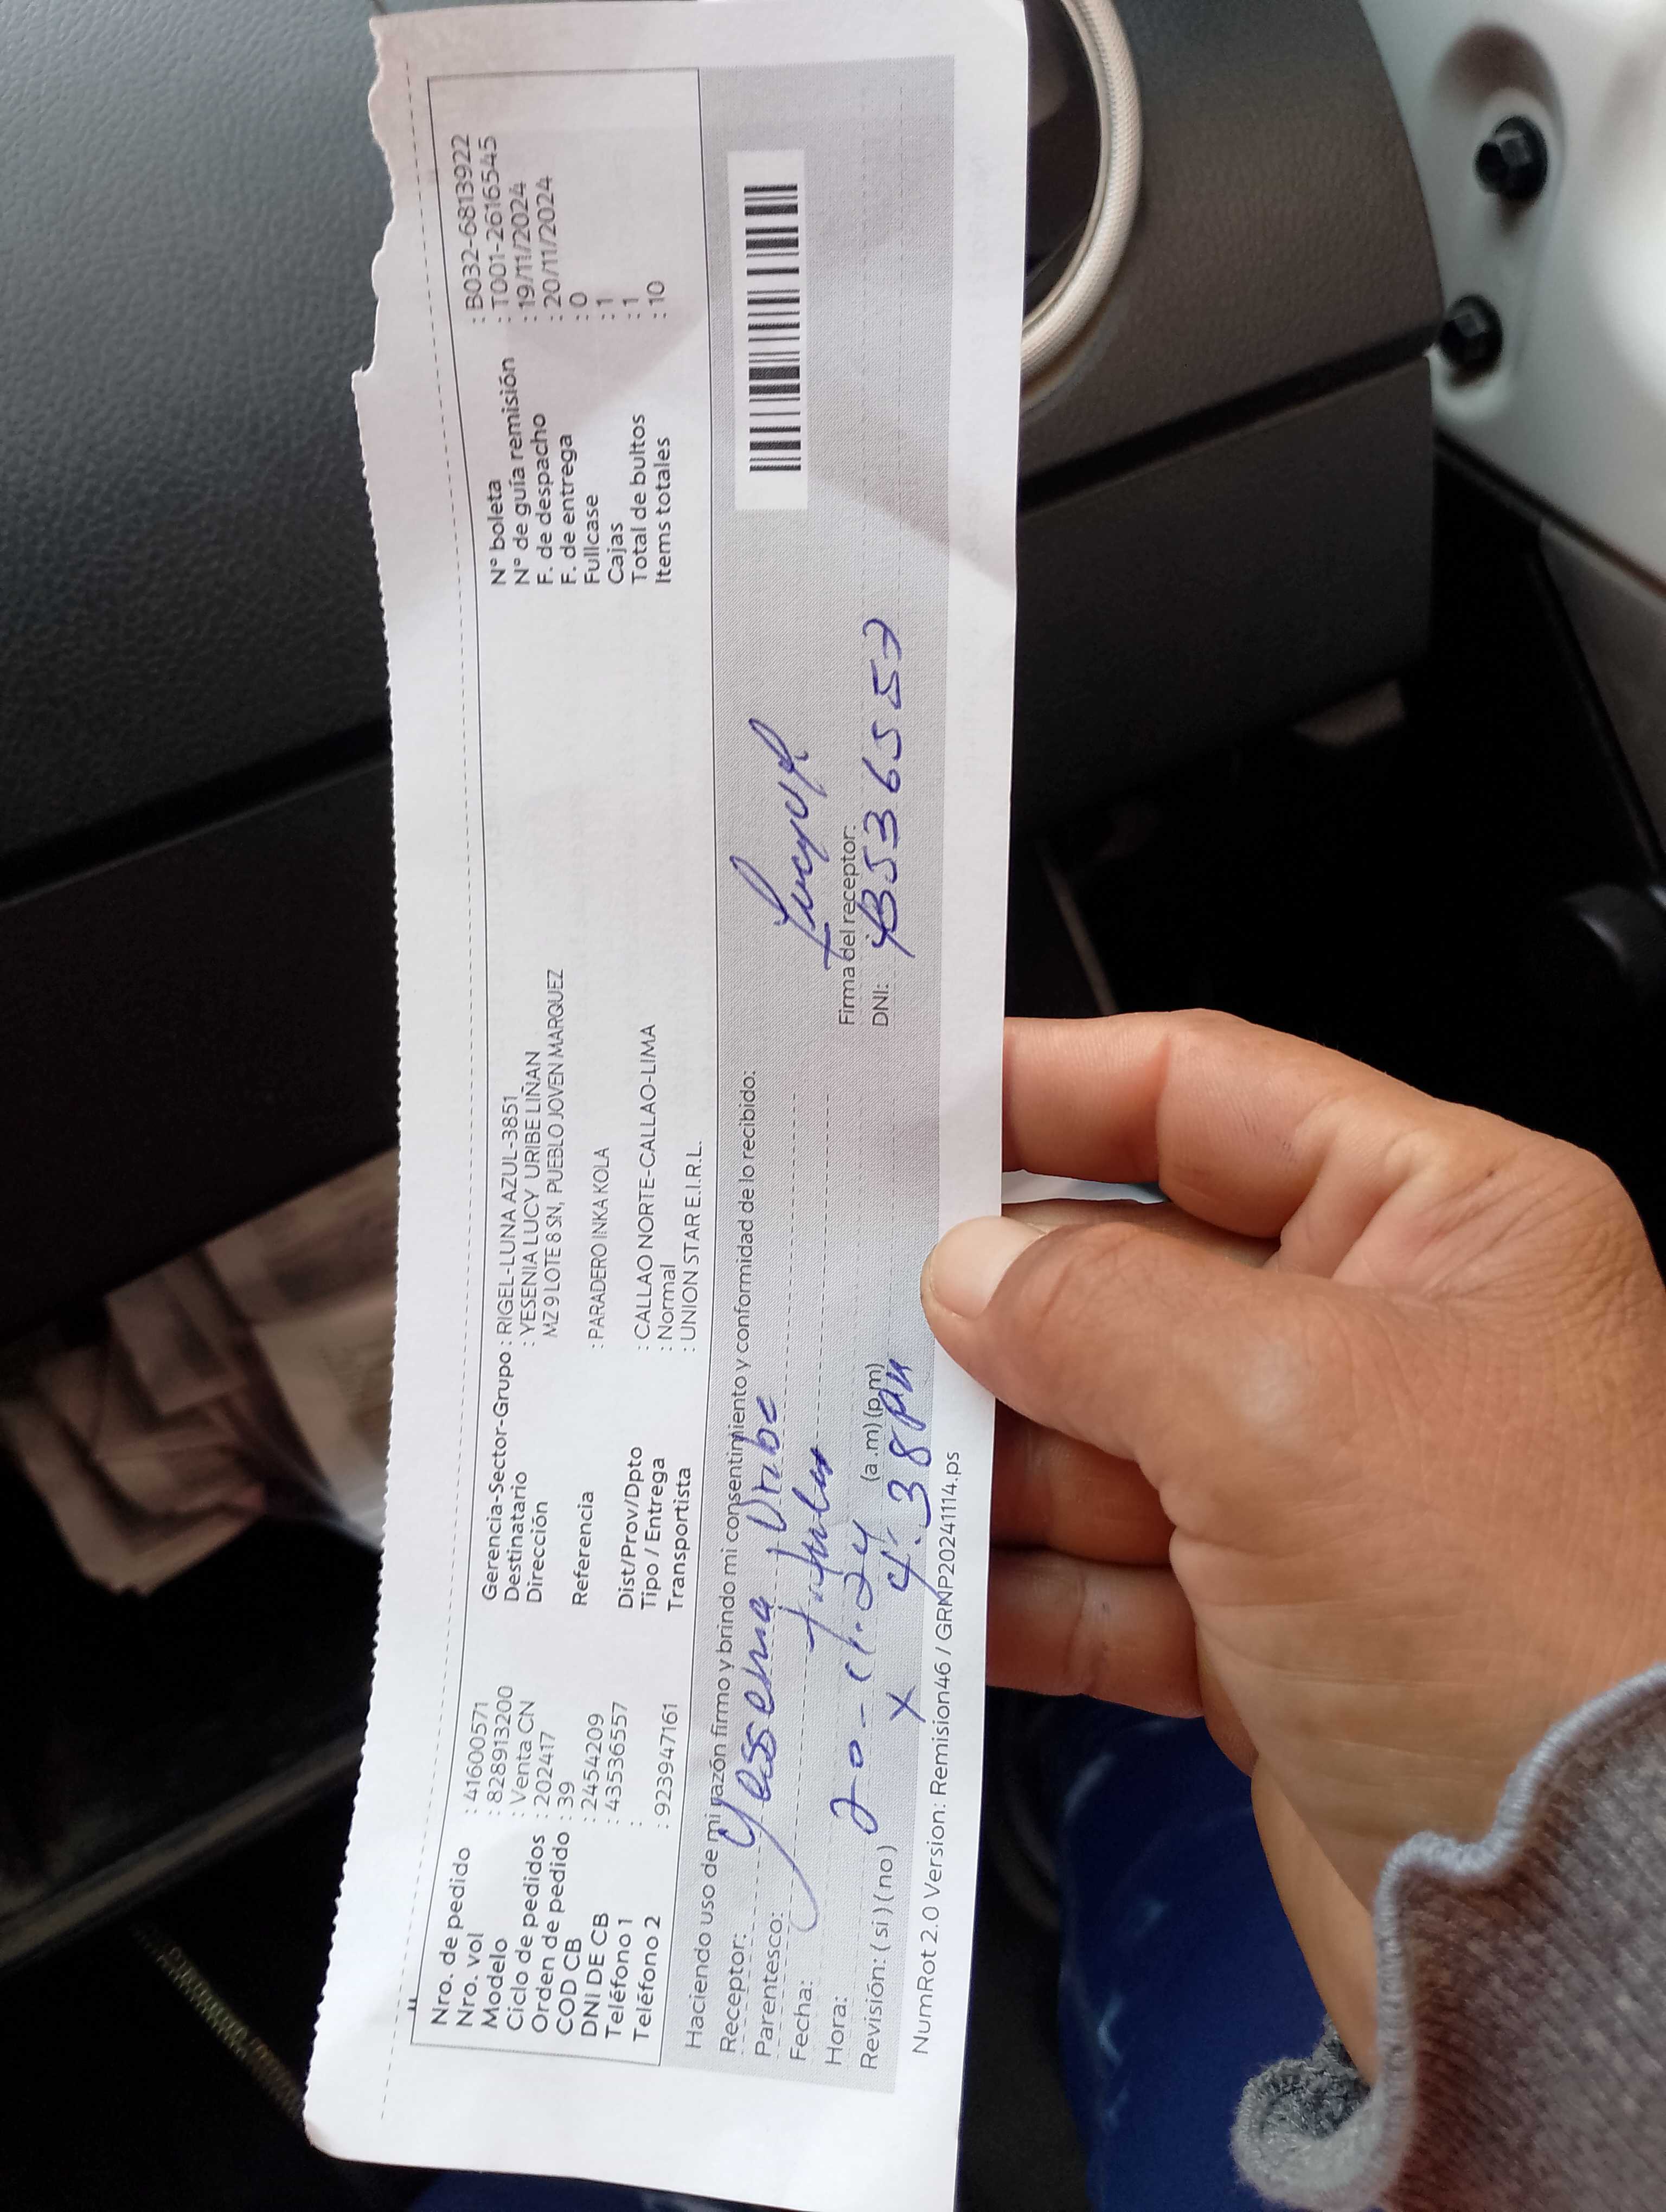 Nro. de pedido : 41600571
Nro. vol : 828913200
Modelo : Venta CN
Ciclo de pedidos : 202417
Orden de pedido : 39
COD CB : 2454209
DNI DE CB : 43536557
Teléfono 1 :
Teléfono 2 : 923947161
Gerencia-Sector-Grupo : RIGEL-LUNA AZUL-3851
Destinatario : YESENIA LUCY URIBE LIÑAN
Dirección MZ 9 LOTE 8 SN, PUEBLO JOVEN MARQUEZ
Referencia : PARADERO INKA KOLA
Dist/Prov/Dpto : CALLAO NORTE-CALLAO-LIMA
Tipo / Entrega : Normal
Transportista : UNION STAR E.I.R.L.
N° boleta : B032-6813922
N° de guía remisión : T001-2616545
F. de despacho : 19/11/2024
F. de entrega : 20/11/2024
Fullcase : 0
Cajas : 1
Total de bultos : 1
Items totales : 10
Haciendo uso de mi razón firmo y brindo mi consentimiento y conformidad de lo recibido:
Receptor: Yessenia Uribe
Parentesco: titular
Fecha: 20-11-24
Hora: 4:38 pm (a.m) (p.m)
Revisión: ( si ) ( no ) x
Firma del receptor:
DNI: 43536557
NumRot 2.0 Version: Remision46 / GRNP20241114.ps